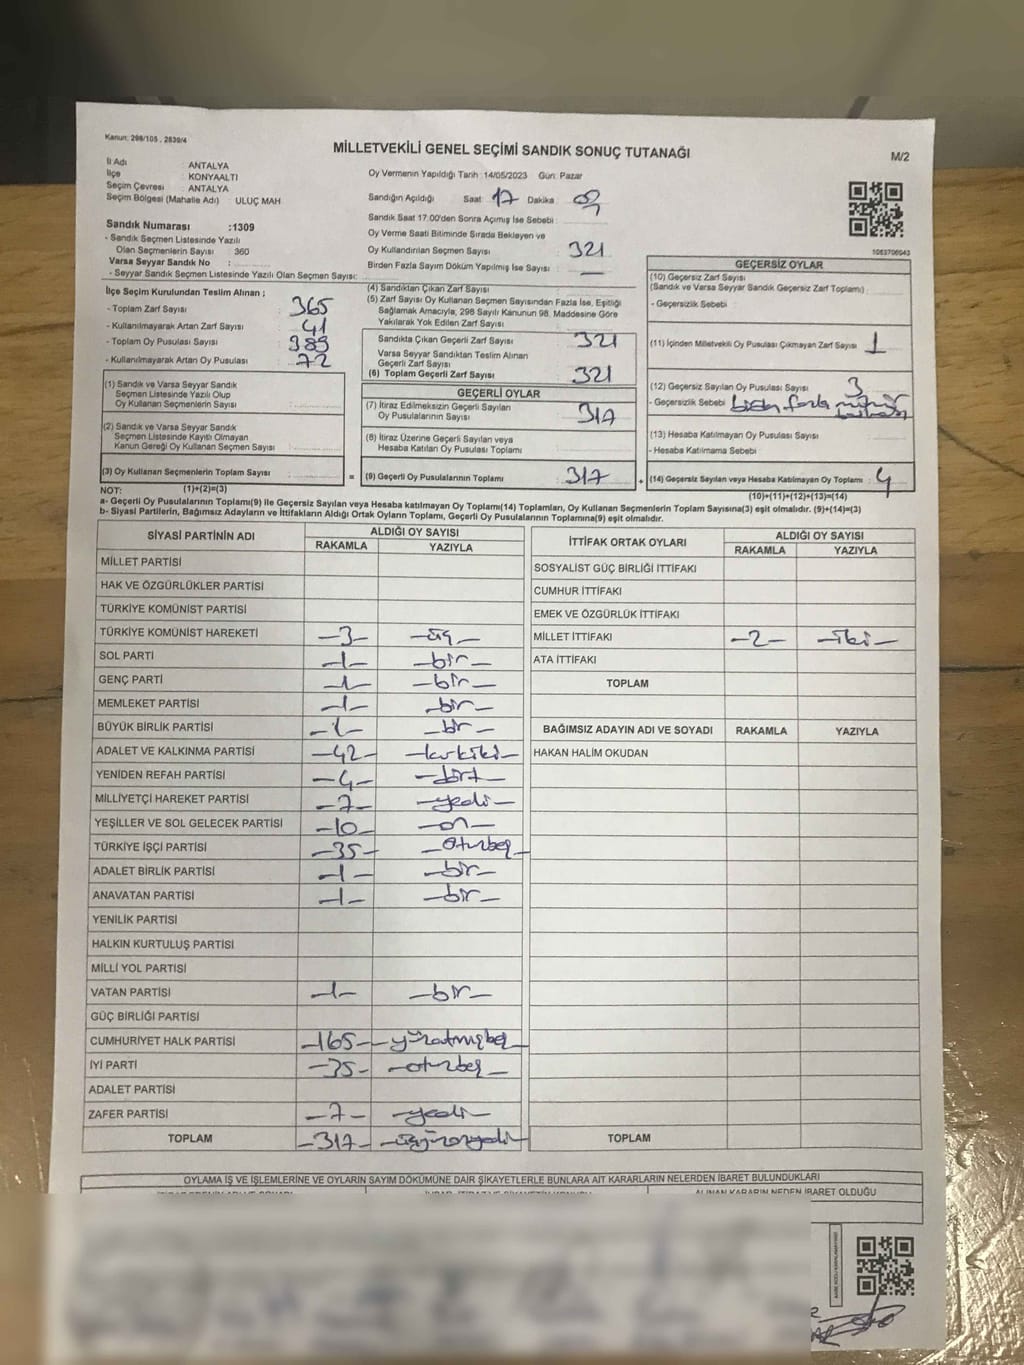 Kanun: 298/105 , 2839/4
MİLLETVEKİLİ GENEL SEÇİMİ SANDIK SONUÇ TUTANAĞI
M/2
İl Adı ANTALYA
İlçe : KONYAALTI
Seçim Çevresi : ANTALYA
Seçim Bölgesi (Mahalle Adı) : ULUÇ MAH
Oy Vermenin Yapıldığı Tarih :14/05/2023 Gün: Pazar
Sandığın Açıldığı Saat 17 Dakika
Sandık Saat 17:00'den Sonra Açılmış İse Sebebi :
Oy Verme Saati Bitiminde Sırada Bekleyen ve
Oy Kullandırılan Seçmen Sayısı 321
Birden Fazla Sayım Döküm Yapılmış İse Sayısı : —
Sandık Numarası :1309
- Sandık Seçmen Listesinde Yazılı
Olan Seçmenlerin Sayısı : 360
Varsa Seyyar Sandık No :
- Seyyar Sandık Seçmen Listesinde Yazılı Olan Seçmen Sayısı:
İlçe Seçim Kurulundan Teslim Alınan ;
- Toplam Zarf Sayısı : 365
- Kullanılmayarak Artan Zarf Sayısı : 41
- Toplam Oy Pusulası Sayısı : 389
- Kullanılmayarak Artan Oy Pusulası : 72
(1) Sandık ve Varsa Seyyar Sandık
Seçmen Listesinde Yazılı Olup
Oy Kullanan Seçmenlerin Sayısı
(2) Sandık ve Varsa Seyyar Sandık
Seçmen Listesinde Kayıtlı Olmayan
Kanun Gereği Oy Kullanan Seçmen Sayısı :
(3) Oy Kullanan Seçmenlerin Toplam Sayısı
=
(4) Sandıktan Çıkan Zarf Sayısı :
(5) Zarf Sayısı Oy Kullanan Seçmen Sayısından Fazla İse, Eşitliği
Sağlamak Amacıyla; 298 Sayılı Kanunun 98. Maddesine Göre
Yakılarak Yok Edilen Zarf Sayısı :
Sandıkta Çıkan Geçerli Zarf Sayısı : 321
Varsa Seyyar Sandıktan Teslim Alınan
Geçerli Zarf Sayısı :
(6) Toplam Geçerli Zarf Sayısı : 321
GEÇERLİ OYLAR
(7) İtiraz Edilmeksizin Geçerli Sayılan
Oy Pusulalarının Sayısı : 317
(8) İtiraz Üzerine Geçerli Sayılan veya
Hesaba Katılan Oy Pusulası Toplamı :
(9) Geçerli Oy Pusulalarının Toplamı : 317
+
1063706043
GEÇERSİZ OYLAR
(10) Geçersiz Zarf Sayısı
(Sandık ve Varsa Seyyar Sandık Geçersiz Zarf Toplamı) :
- Geçersizlik Sebebi :
(11) İçinden Milletvekili Oy Pusulası Çıkmayan Zarf Sayısı : 1
(12) Geçersiz Sayılan Oy Pusulası Sayısı : 3
- Geçersizlik Sebebi : birden fazla mühür
(13) Hesaba Katılmayan Oy Pusulası Sayısı :
- Hesaba Katılmama Sebebi :
(14) Geçersiz Sayılan veya Hesaba Katılmayan Oy Toplamı : 4
NOT: (1)+(2)=(3)
(10)+(11)+(12)+(13)=(14)
a- Geçerli Oy Pusulalarının Toplamı(9) ile Geçersiz Sayılan veya Hesaba katılmayan Oy Toplamı(14) Toplamları, Oy Kullanan Seçmenlerin Toplam Sayısına(3) eşit olmalıdır. (9)+(14)=(3)
b- Siyasi Partilerin, Bağımsız Adayların ve İttifakların Aldığı Ortak Oyların Toplamı, Geçerli Oy Pusulalarının Toplamına(9) eşit olmalıdır.
SİYASİ PARTİNİN ADI ALDIĞI OY SAYISI
RAKAMLA YAZIYLA
MİLLET PARTİSİ
HAK VE ÖZGÜRLÜKLER PARTİSİ
TÜRKİYE KOMÜNİST PARTİSİ
TÜRKİYE KOMÜNİST HAREKETİ –3– –üç–
SOL PARTİ –1– –bir–
GENÇ PARTİ –1– –bir–
MEMLEKET PARTİSİ –1– –bir–
BÜYÜK BİRLİK PARTİSİ –1– –bir–
ADALET VE KALKINMA PARTİSİ –42– –kırkiki–
YENİDEN REFAH PARTİSİ –4– –dört–
MİLLİYETÇİ HAREKET PARTİSİ –7– –yedi–
YEŞİLLER VE SOL GELECEK PARTİSİ –10– –on–
TÜRKİYE İŞÇİ PARTİSİ –35– –otuzbeş–
ADALET BİRLİK PARTİSİ –1– –bir–
ANAVATAN PARTİSİ –1– –bir–
YENİLİK PARTİSİ
HALKIN KURTULUŞ PARTİSİ
MİLLİ YOL PARTİSİ
VATAN PARTİSİ –1– –bir–
GÜÇ BİRLİĞİ PARTİSİ
CUMHURİYET HALK PARTİSİ –165– –yüzatmışbeş–
İYİ PARTİ –35– –otuzbeş–
ADALET PARTİSİ
ZAFER PARTİSİ –7– –yedi–
TOPLAM –317– –üçyüzonyedi–
İTTİFAK ORTAK OYLARI ALDIĞI OY SAYISI
RAKAMLA YAZIYLA
SOSYALİST GÜÇ BİRLİĞİ İTTİFAKI
CUMHUR İTTİFAKI
EMEK VE ÖZGÜRLÜK İTTİFAKI
MİLLET İTTİFAKI –2– –iki–
ATA İTTİFAKI
TOPLAM
BAĞIMSIZ ADAYIN ADI VE SOYADI RAKAMLA YAZIYLA
HAKAN HALİM OKUDAN
TOPLAM
OYLAMA İŞ VE İŞLEMLERİNE VE OYLARIN SAYIM DÖKÜMÜNE DAİR ŞİKAYETLERLE BUNLARA AİT KARARLARIN NELERDEN İBARET BULUNDUKLARI
ALINAN KARARIN NEDEN İBARET OLDUĞU